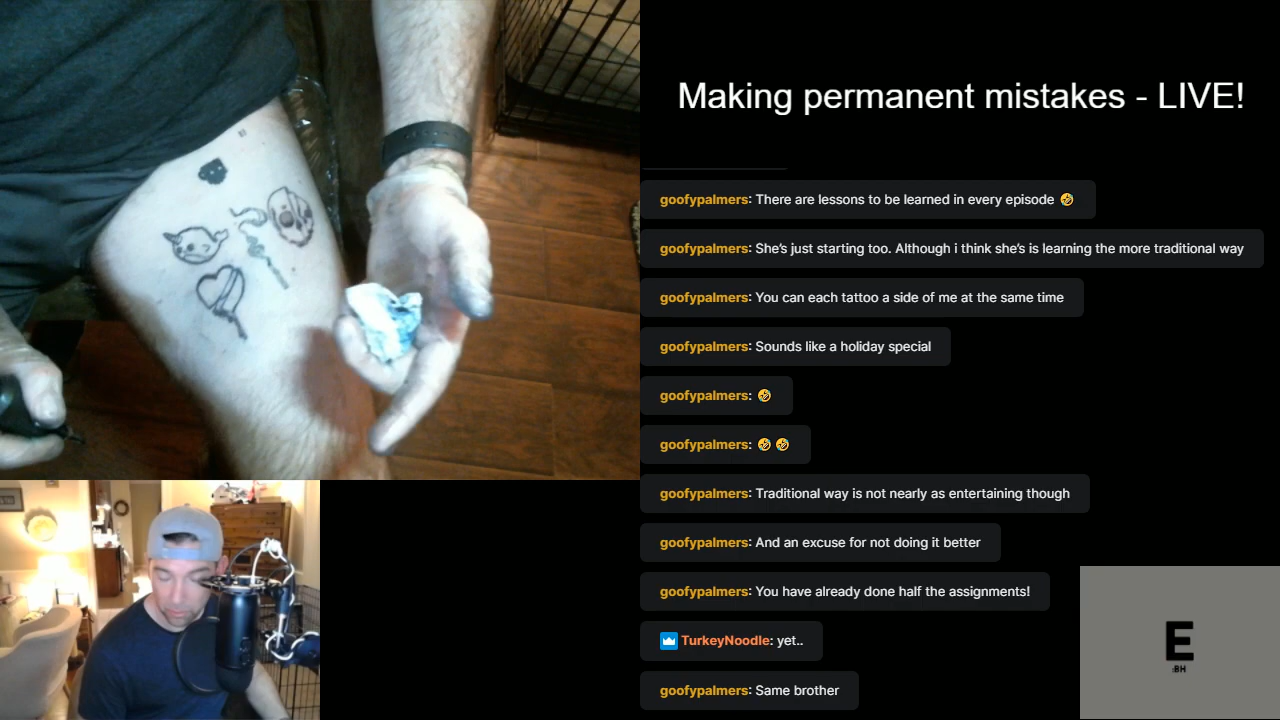 Making permanent mistakes - LIVE!
goofypalmers: There are lessons to be learned in every episode 🤣
goofypalmers: She's just starting too. Although i think she's is learning the more traditional way
goofypalmers: You can each tattoo a side of me at the same time
goofypalmers: Sounds like a holiday special
goofypalmers: 🤣
goofypalmers: 🤣 🤣
goofypalmers: Traditional way is not nearly as entertaining though
goofypalmers: And an excuse for not doing it better
goofypalmers: You have already done half the assignments!
TurkeyNoodle: yet..
goofypalmers: Same brother
E
:BH